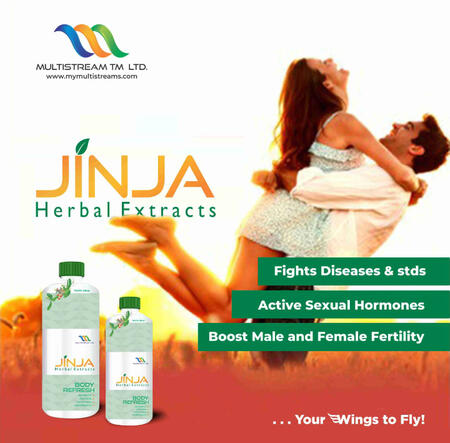 MULTISTREAM TM LTD.
www.mymultistreams.com
JINJA
Herbal Extracts
Fights Diseases & stds
Active Sexual Hormones
Boost Male and Female Fertility
JINJA
Herbal Extracts
BODY
REFRESH
JINJA
Herbal Extracts
BODY
REFRESH
. . . Your Wings to Fly!